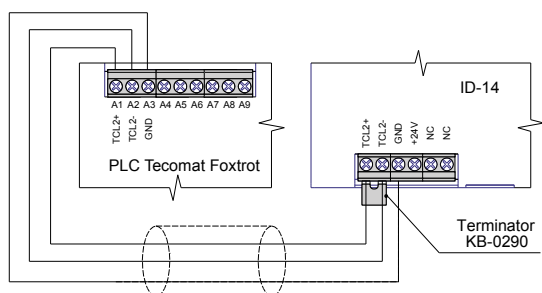 A1 A2 A3 A4 A5 A6 A7 A8 A9
TCL2+
TCL2-
GND
PLC Tecomat Foxtrot
ID-14
TCL2+
TCL2-
GND
+24V
NC
NC
Terminator
KB-0290